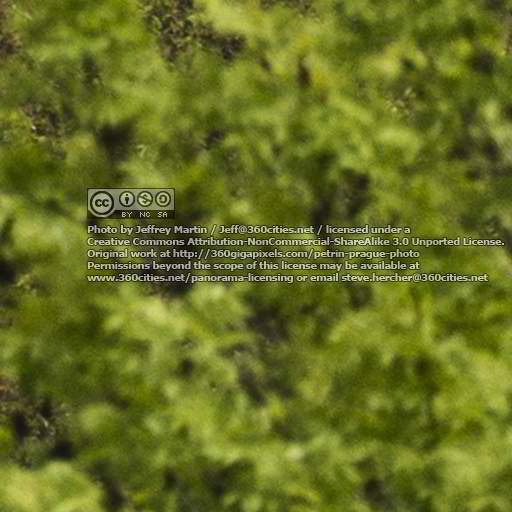 cc
BY NC SA
Photo by Jeffrey Martin / Jeff@360cities.net / licensed under a
Creative Commons Attribution-NonCommercial-ShareAlike 3.0 Unported License.
Original work at http://360gigapixels.com/petrin-prague-photo
Permissions beyond the scope of this license may be available at
www.360cities.net/panorama-licensing or email steve.hercher@360cities.net